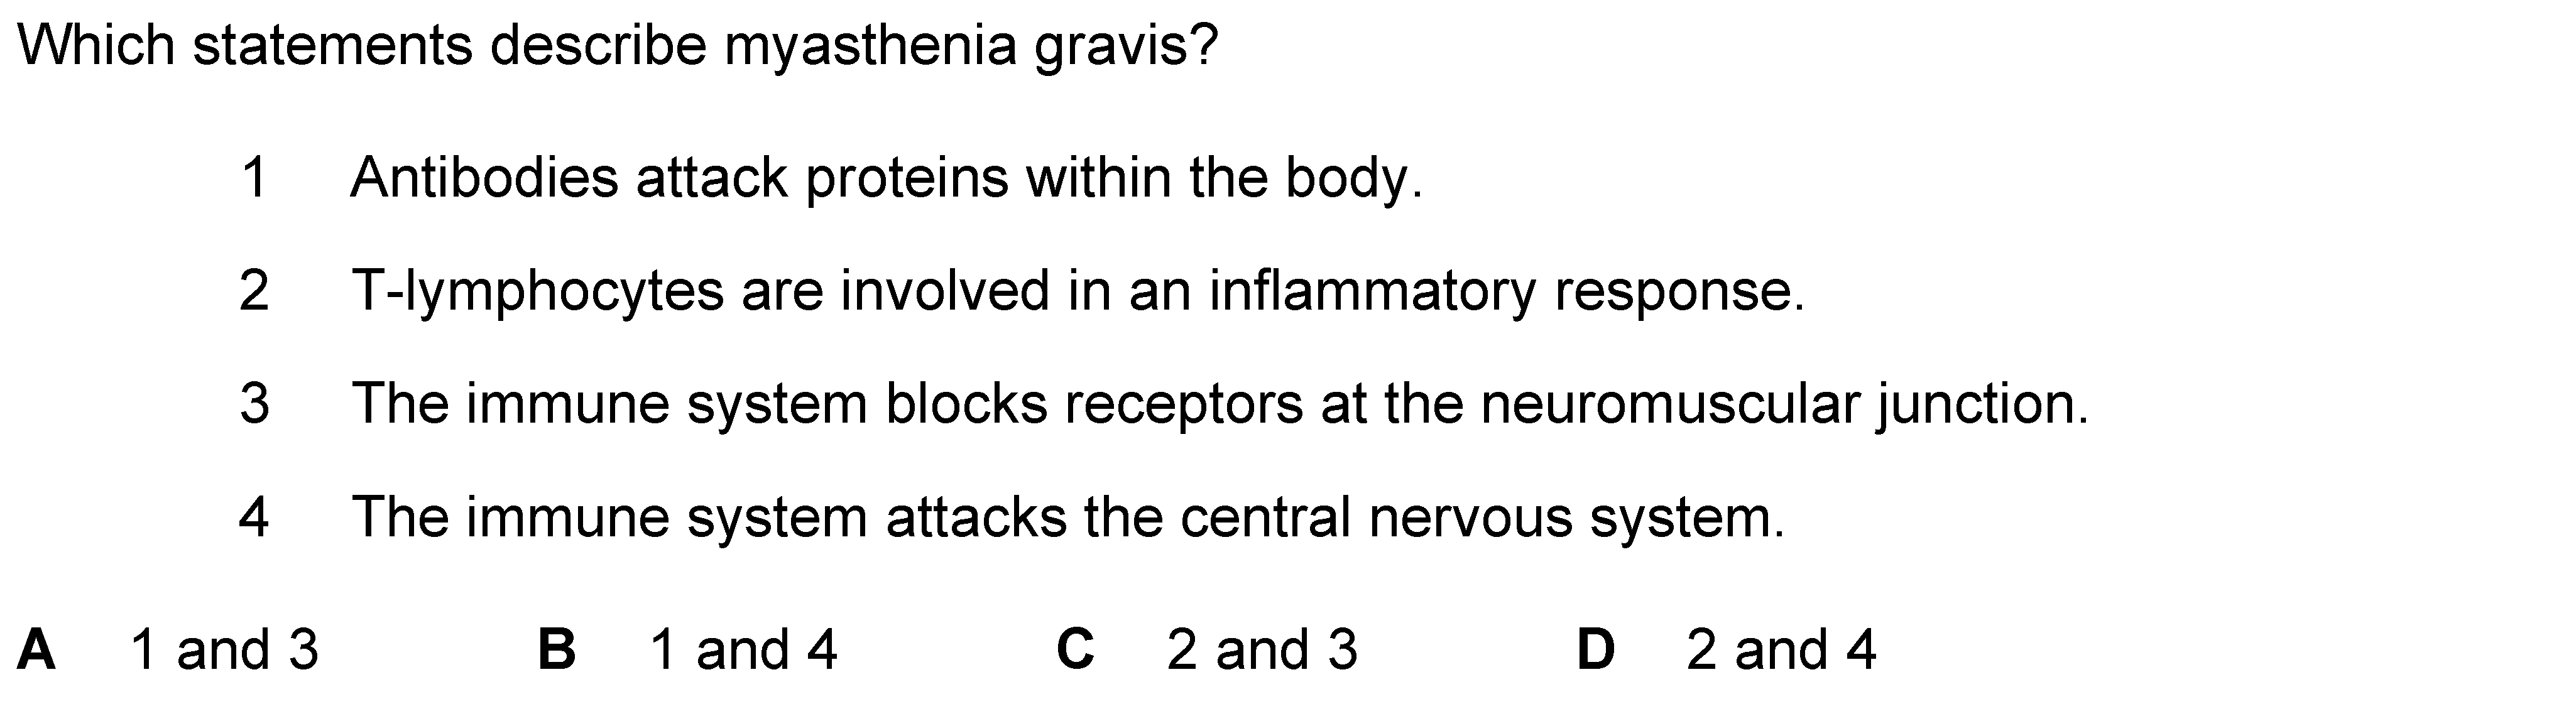 Which statements describe myasthenia gravis?
1 Antibodies attack proteins within the body.
2 T-lymphocytes are involved in an inflammatory response.
3 The immune system blocks receptors at the neuromuscular junction.
4 The immune system attacks the central nervous system.
A 1 and 3 B 1 and 4 C 2 and 3 D 2 and 4